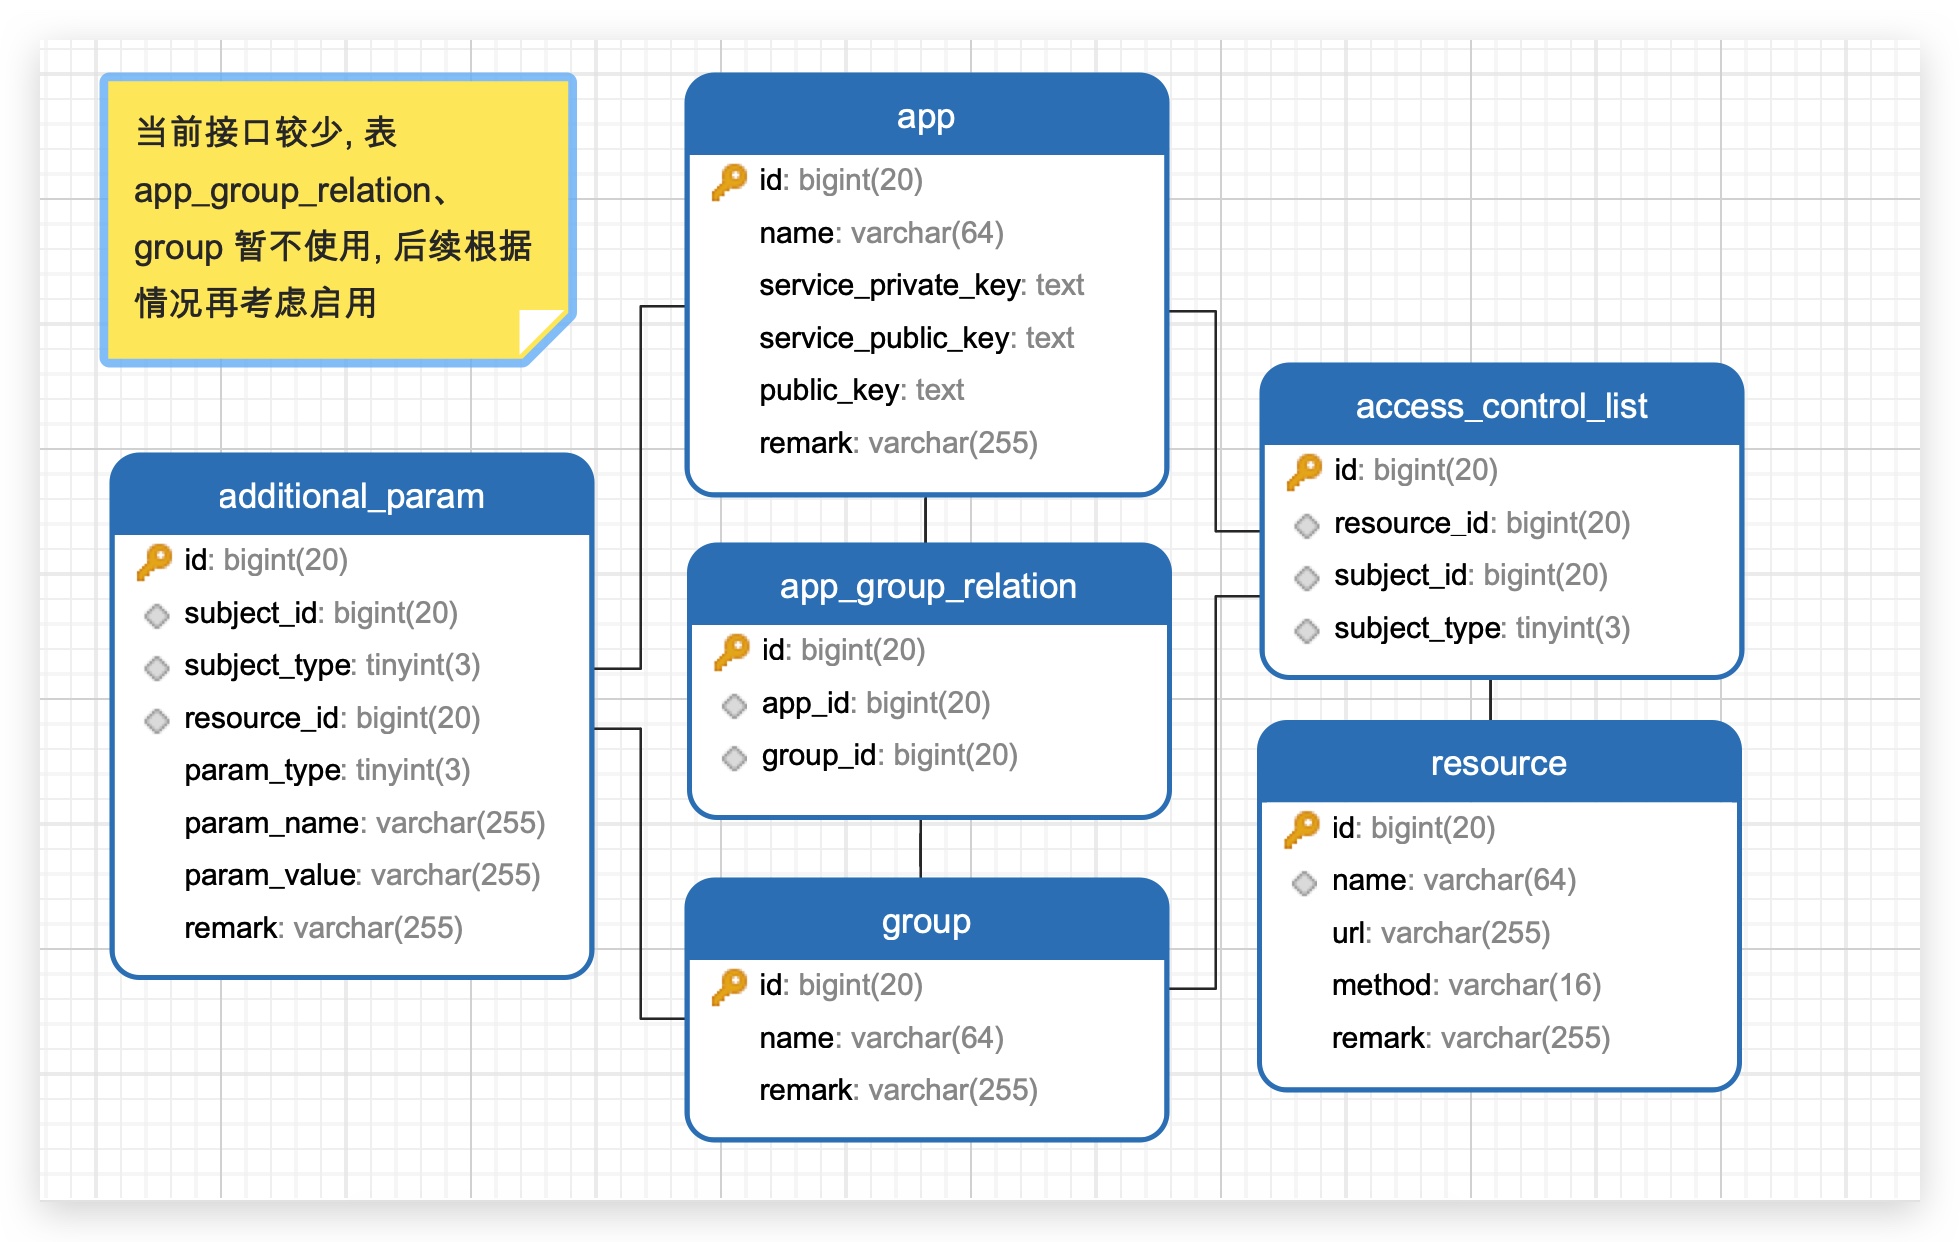 当前接口较少, 表
app_group_relation、
group 暂不使用, 后续根据
情况再考虑启用
app
id: bigint(20)
name: varchar(64)
service_private_key: text
service_public_key: text
public_key: text
remark: varchar(255)
additional_param
id: bigint(20)
subject_id: bigint(20)
subject_type: tinyint(3)
resource_id: bigint(20)
param_type: tinyint(3)
param_name: varchar(255)
param_value: varchar(255)
remark: varchar(255)
app_group_relation
id: bigint(20)
app_id: bigint(20)
group_id: bigint(20)
group
id: bigint(20)
name: varchar(64)
remark: varchar(255)
access_control_list
id: bigint(20)
resource_id: bigint(20)
subject_id: bigint(20)
subject_type: tinyint(3)
resource
id: bigint(20)
name: varchar(64)
url: varchar(255)
method: varchar(16)
remark: varchar(255)